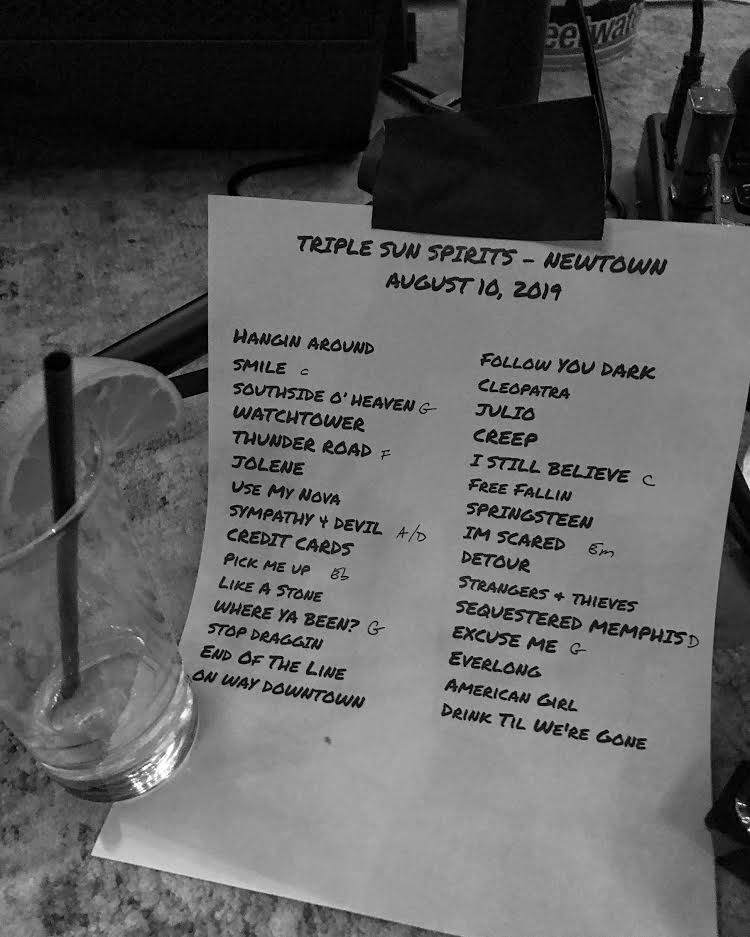 TRIPLE SUN SPIRITS – NEWTOWN
AUGUST 10, 2019
HANGIN AROUND
SMILE C
SOUTHSIDE O' HEAVEN G
WATCHTOWER
THUNDER ROAD F
JOLENE
USE MY NOVA
SYMPATHY & DEVIL A/D
CREDIT CARDS
PICK ME UP Eb
LIKE A STONE
WHERE YA BEEN? G
STOP DRAGGIN
END OF THE LINE
ON WAY DOWNTOWN
FOLLOW YOU DARK
CLEOPATRA
JULIO
CREEP
I STILL BELIEVE C
FREE FALLIN
SPRINGSTEEN
IM SCARED Em
DETOUR
STRANGERS & THIEVES
SEQUESTERED MEMPHIS D
EXCUSE ME G
EVERLONG
AMERICAN GIRL
DRINK TIL WE'RE GONE